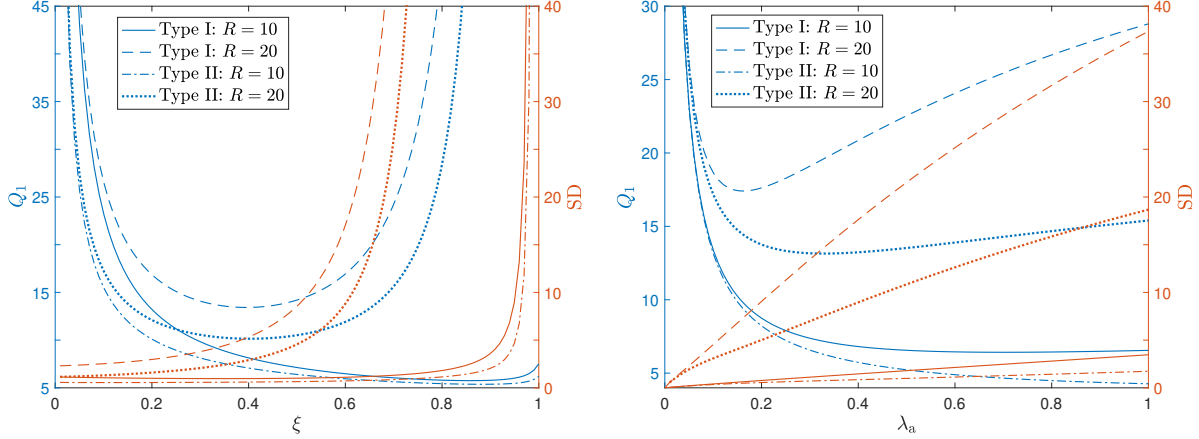 45
35
25
15
5
Q1
Type I: R = 10
Type I: R = 20
Type II: R = 10
Type II: R = 20
40
30
20
10
0
SD
0 0.2 0.4 0.6 0.8 1
ξ
30
25
20
15
10
5
Q1
Type I: R = 10
Type I: R = 20
Type II: R = 10
Type II: R = 20
40
30
20
10
0
SD
0 0.2 0.4 0.6 0.8 1
λa